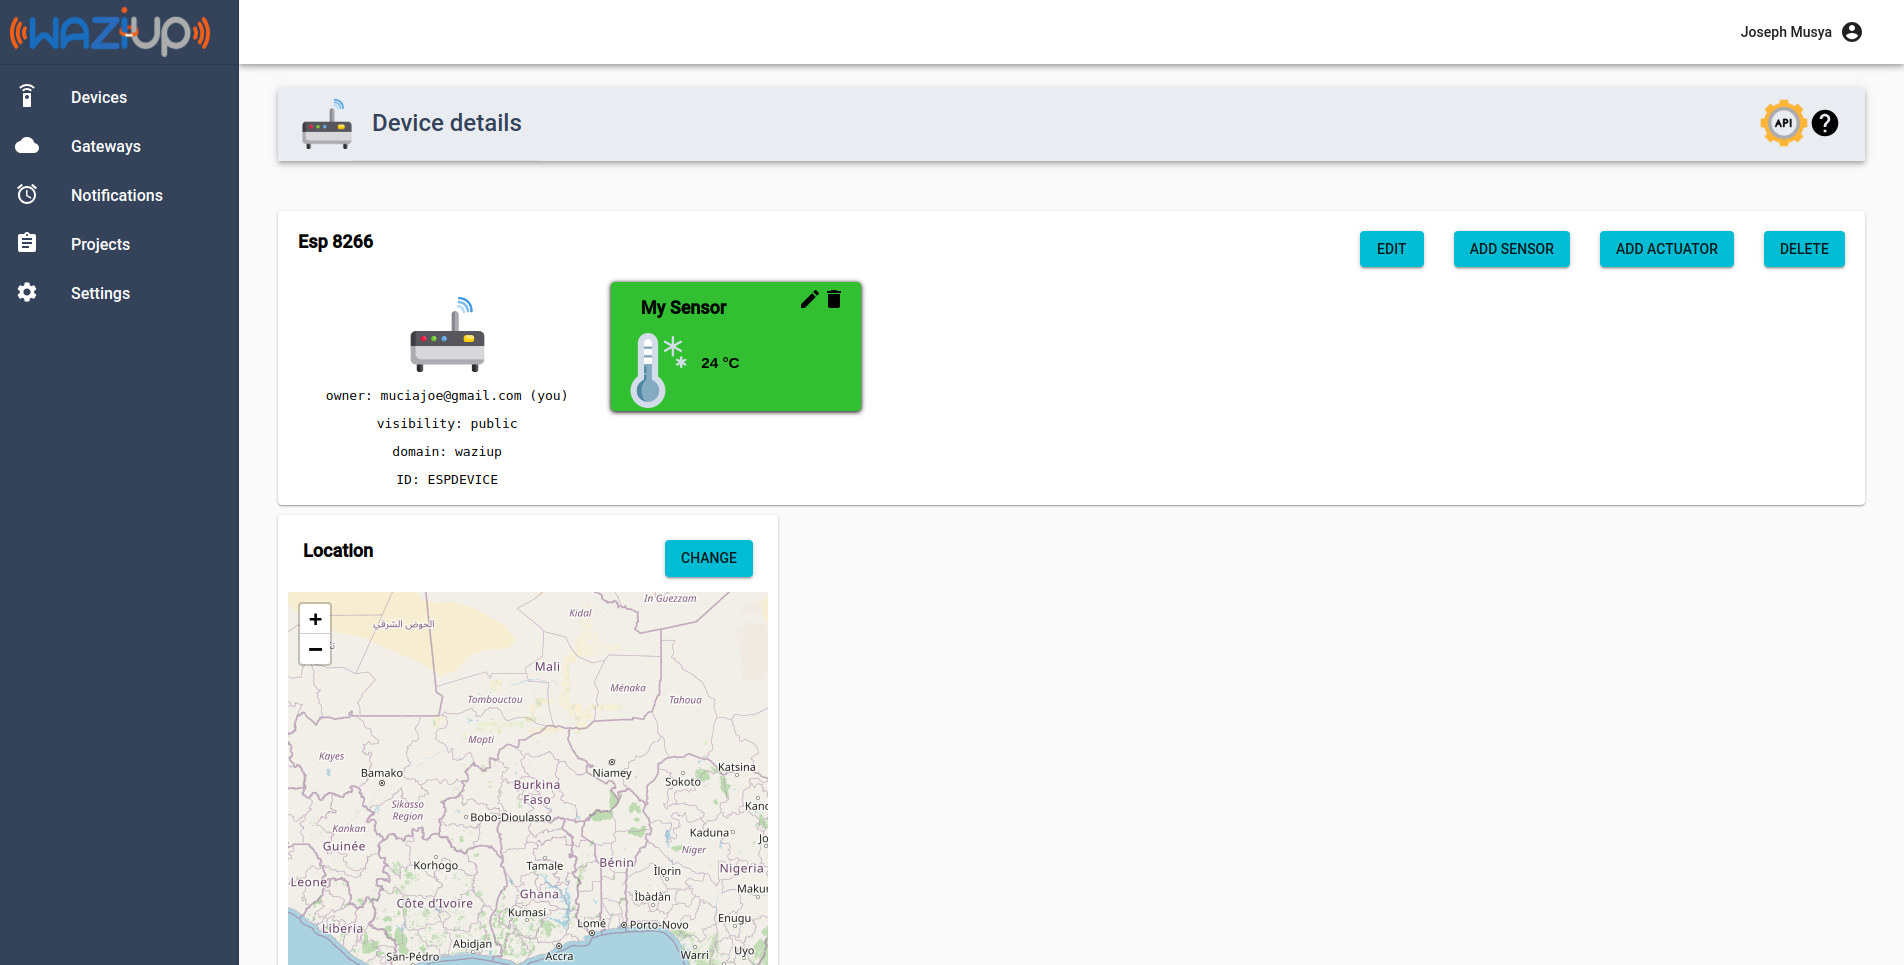 WAZIUP
Joseph Musya
Devices
Gateways
Notifications
Projects
Settings
Device details
API
?
Esp 8266
EDIT
ADD SENSOR
ADD ACTUATOR
DELETE
My Sensor
24 °C
owner: muciajoe@gmail.com (you)
visibility: public
domain: waziup
ID: ESPDEVICE
Location
CHANGE
+
−
In Guezzam
Kidal
الحوض الشرقي
Mali
Ménaka
Tombouctou
Tahoua
Mopti
Kayes
Bamako
Niamey
Katsina
Sokoto
Burkina
Faso
Sikasso
Region
Kano
Bobo-Dioulasso
Kankan
Kaduna
Guinée
Niger
Korhogo
Tamale
Bénin
Ìlorin
Nigeria
Leone
Ghana
Côte d'Ivoire
Ìbàdàn
Kumasi
Enugu
Liberia
Lomé
Porto-Novo
Abidjan
San-Pédro
Accra
Warri
Uyo